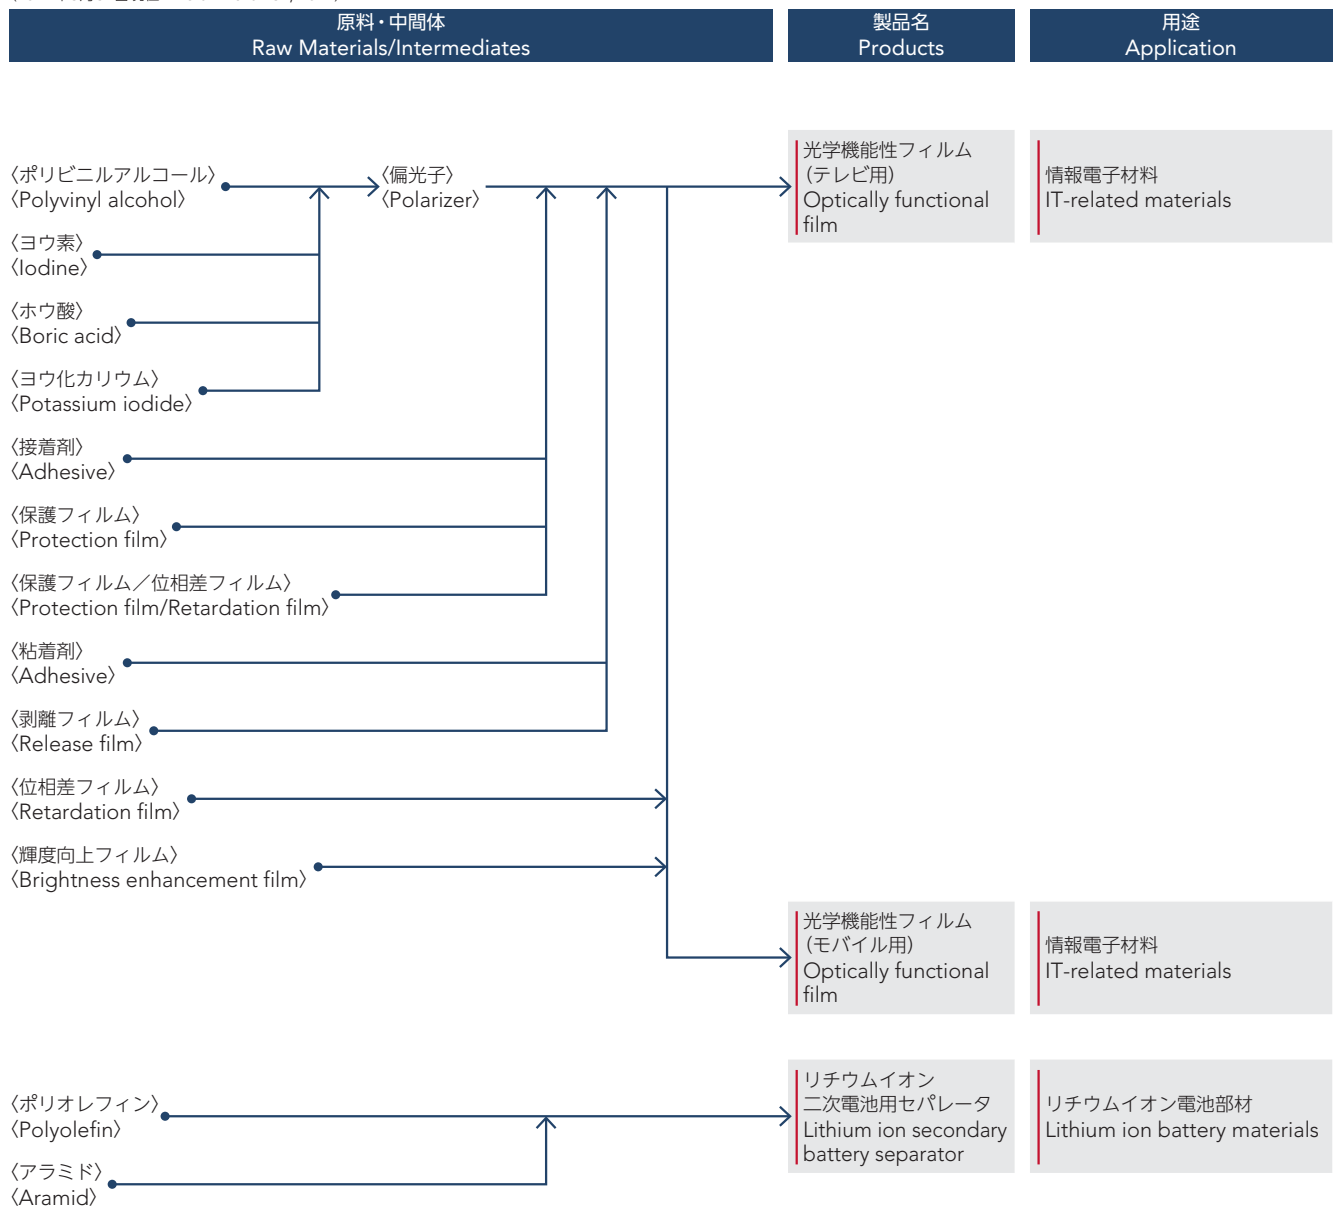 原料・中間体
Raw Materials/Intermediates
製品名
Products
用途
Application
〈ポリビニルアルコール〉
〈Polyvinyl alcohol〉
〈偏光子〉
〈Polarizer〉
光学機能性フィルム
(テレビ用)
Optically functional
film
情報電子材料
IT-related materials
〈ヨウ素〉
〈Iodine〉
〈ホウ酸〉
〈Boric acid〉
〈ヨウ化カリウム〉
〈Potassium iodide〉
〈接着剤〉
〈Adhesive〉
〈保護フィルム〉
〈Protection film〉
〈保護フィルム／位相差フィルム〉
〈Protection film/Retardation film〉
〈粘着剤〉
〈Adhesive〉
〈剥離フィルム〉
〈Release film〉
〈位相差フィルム〉
〈Retardation film〉
〈輝度向上フィルム〉
〈Brightness enhancement film〉
光学機能性フィルム
(モバイル用)
Optically functional
film
情報電子材料
IT-related materials
〈ポリオレフィン〉
〈Polyolefin〉
〈アラミド〉
〈Aramid〉
リチウムイオン
二次電池用セパレータ
Lithium ion secondary
battery separator
リチウムイオン電池部材
Lithium ion battery materials